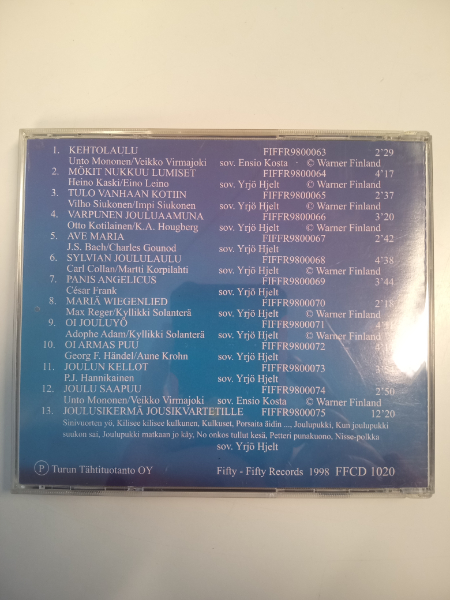 1. KEHTOLAULU FIFFR9800063 2'29
Unto Mononen/Veikko Virmajoki sov. Ensio Kosta · © Warner Finland
2. MÖKIT NUKKUU LUMISET FIFFR9800064 4'17
Heino Kaski/Eino Leino sov. Yrjö Hjelt © Warner Finland
3. TULO VANHAAN KOTIIN FIFFR9800065 2'37
Vilho Siukonen/Impi Siukonen sov. Yrjö Hjelt © Warner Finland
4. VARPUNEN JOULUAAMUNA FIFFR9800066 3'20
Otto Kotilainen/K.A. Hougberg sov. Yrjö Hjelt © Warner Finland
5. AVE MARIA FIFFR9800067 2'42
J.S. Bach/Charles Gounod sov. Yrjö Hjelt
6. SYLVIAN JOULULAULU FIFFR9800068 4'38
Carl Collan/Martti Korpilahti sov. Yrjö Hjelt
7. PANIS ANGELICUS FIFFR9800069 3'44
César Frank sov. Yrjö Hjelt
8. MARIÄ WIEGENLIED FIFFR9800070 2'18
Max Reger/Kyllikki Solanterä sov. Yrjö Hjelt © Warner Finland
9. OI JOULUYÖ FIFFR9800071
Adophe Adam/Kyllikki Solanterä sov. Yrjö Hjelt © Warner Finland
10. OI ARMAS PUU FIFFR9800072
Georg F. Händel/Aune Krohn sov. Yrjö Hjelt
11. JOULUN KELLOT FIFFR9800073
P.J. Hannikainen sov. Yrjö Hjelt
12. JOULU SAAPUU FIFFR9800074 2'50
Unto Mononen/Veikko Virmajoki sov. Ensio Kosta © Warner Finland
13. JOULUSIKERMÄ JOUSIKVARTETILLE FIFFR9800075 12'20
Sinivuorten yö, Kilisee kilisee kulkunen, Kulkuset, Porsaita äidin ...., Joulupukki, Kun joulupukki
suukon sai, Joulupukki matkaan jo käy, No onkos tullut kesä, Petteri punakuono, Nisse-polkka
sov. Yrjö Hjelt
Ⓟ Turun Tähtituotanto OY Fifty - Fifty Records 1998 FFCD 1020